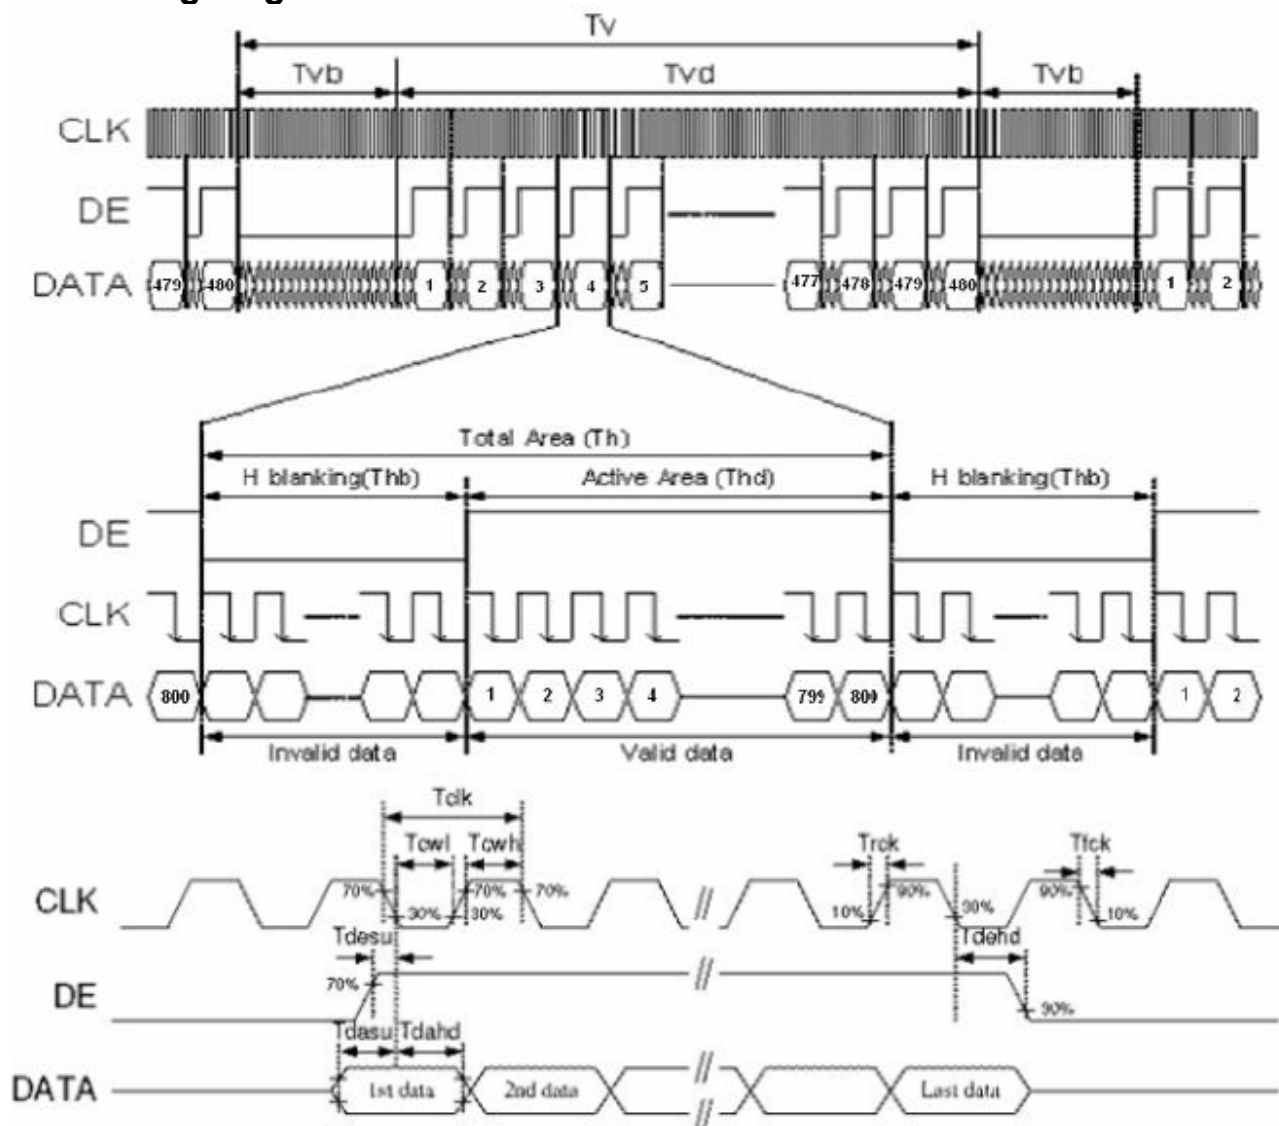 Tv
Tvb Tvd Tvb
CLK
DE
DATA 479 480 1 2 3 4 5 477 478 479 480 1 2
Total Area (Th)
H blanking(Thb) Active Area (Thd) H blanking(Thb)
DE
CLK
DATA 800 1 2 3 4 799 800 1 2
Invalid data Valid data Invalid data
Tclk
Tcwl Tcwh Trck Tfck
70% 70% 70% 90% 90%
CLK 30% 30% 10% 30% 10%
Tdesu Tdehd
70%
DE 90%
Tdasu Tdahd
DATA 1st data 2nd data Last data